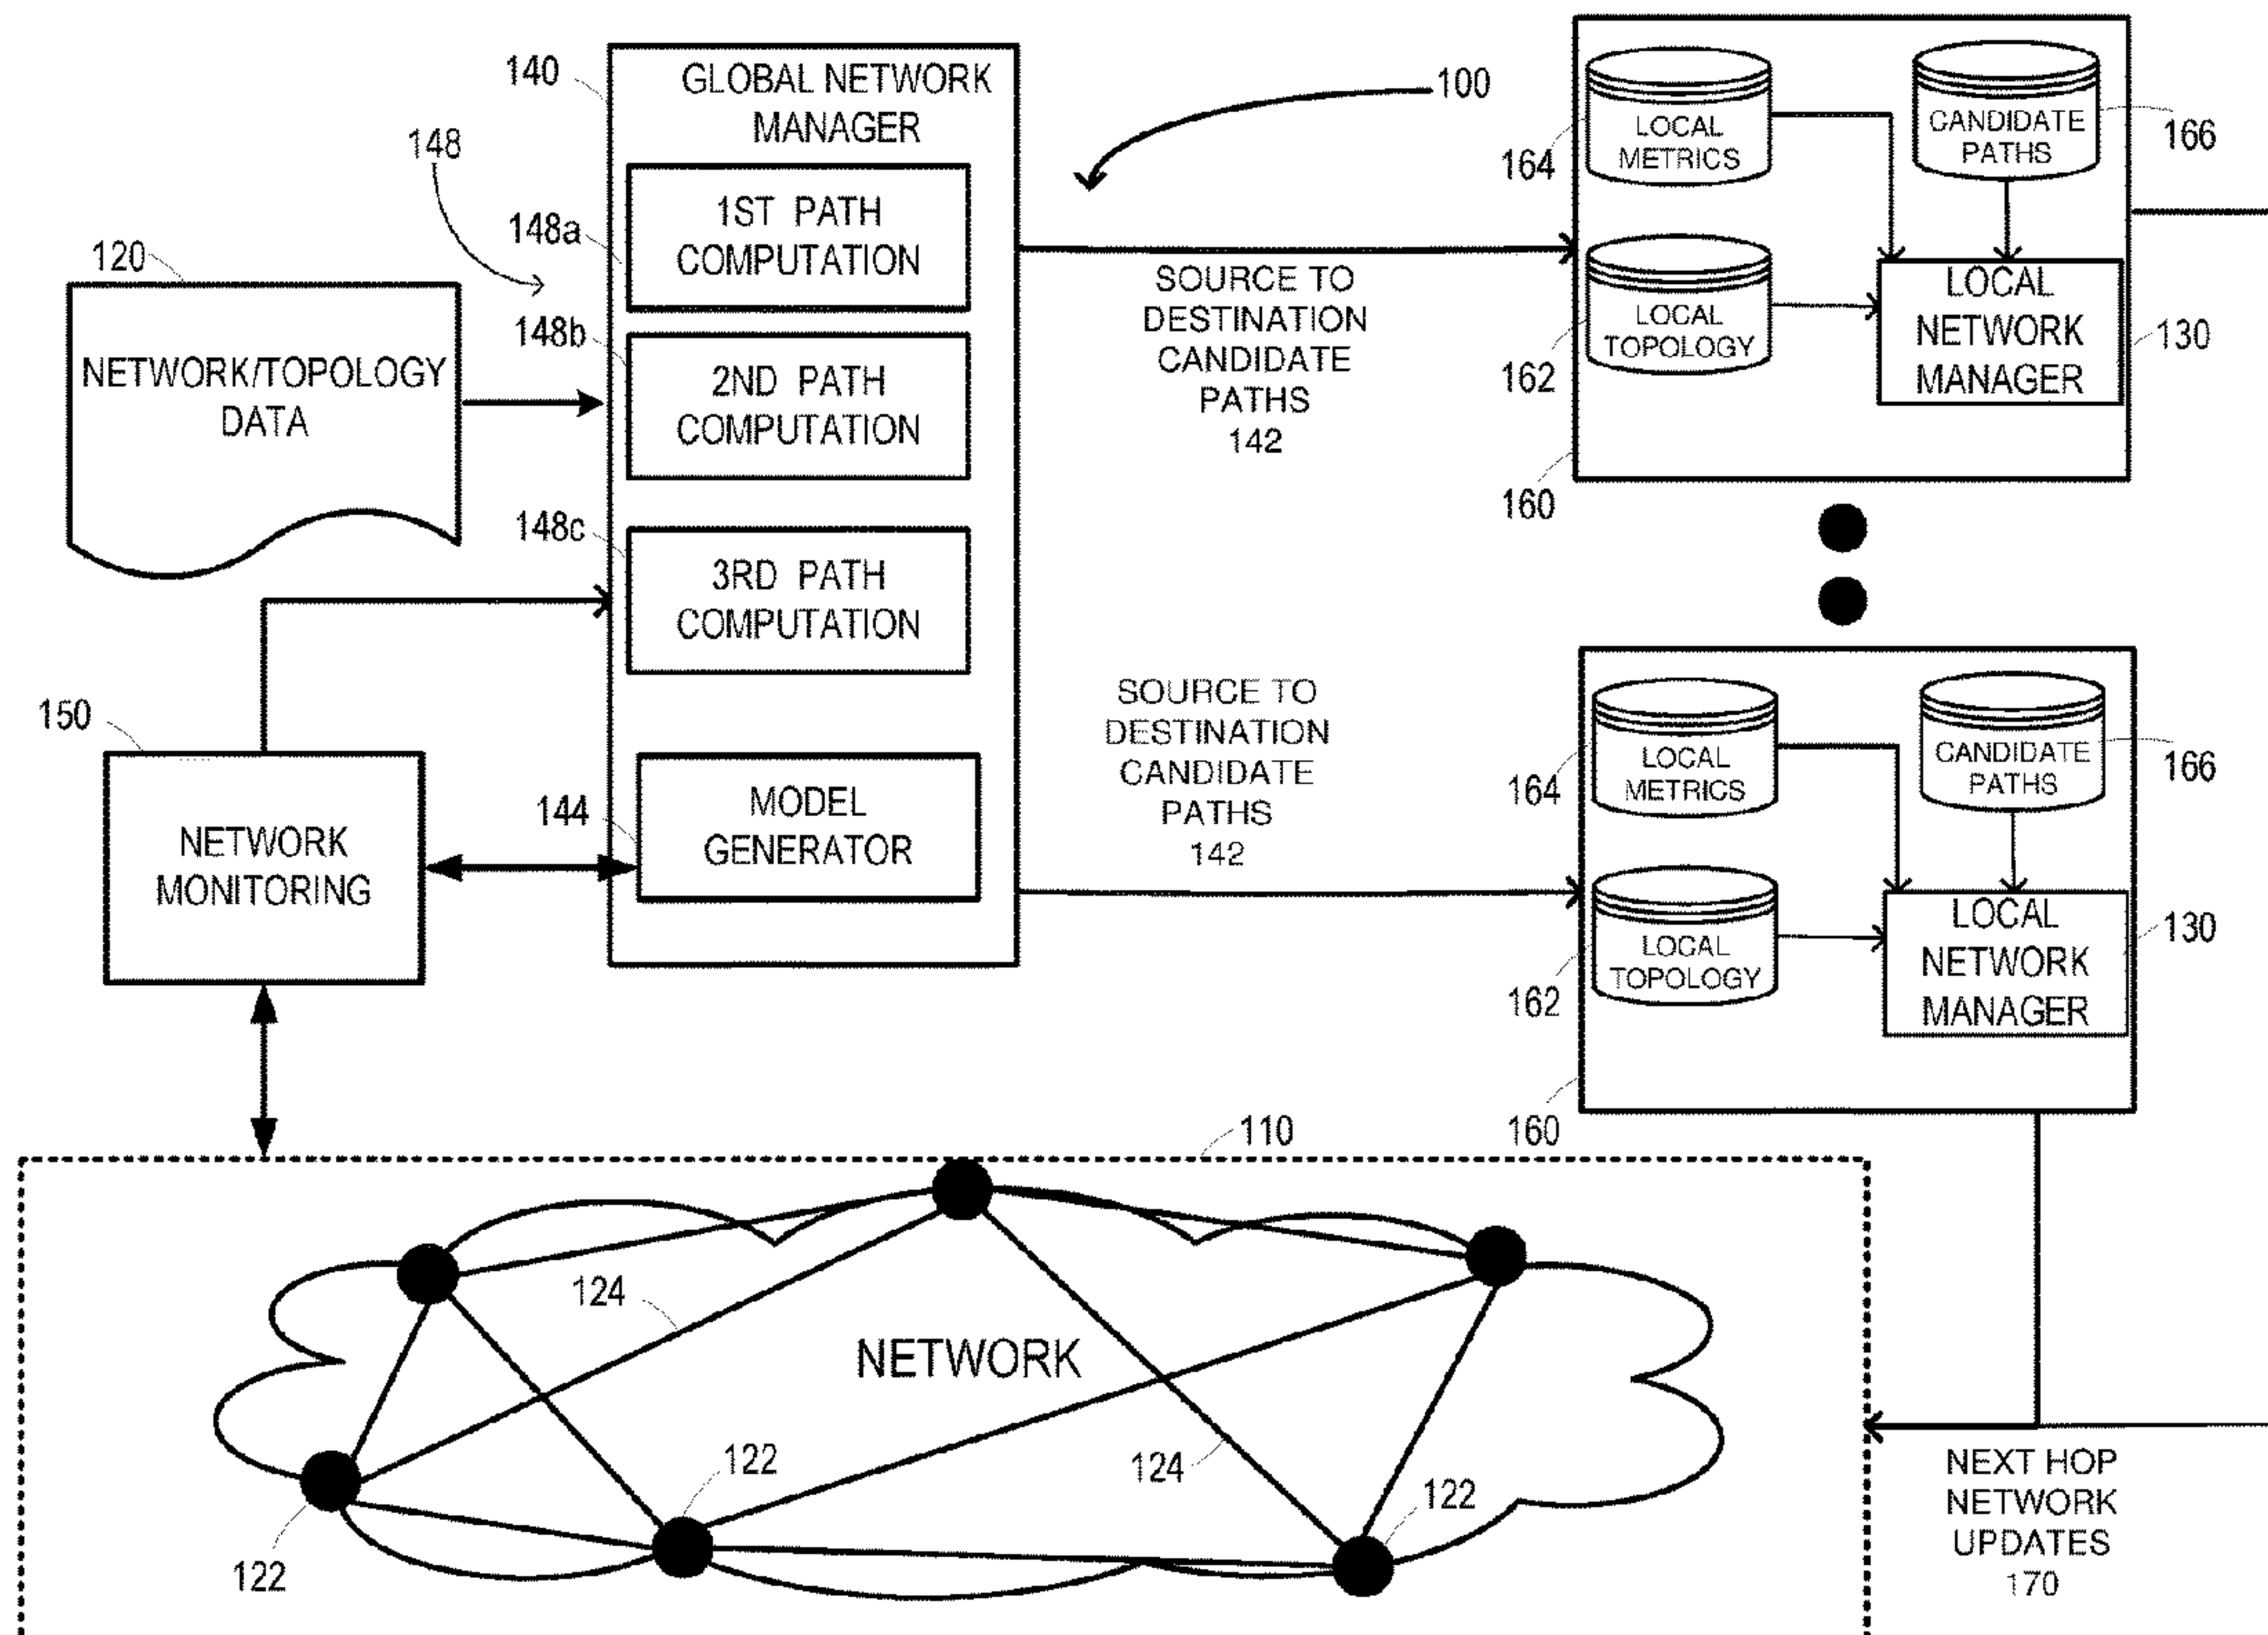 140
GLOBAL NETWORK
MANAGER
148
148a
1ST PATH
COMPUTATION
148b
2ND PATH
COMPUTATION
148c
3RD PATH
COMPUTATION
144
MODEL
GENERATOR
120
NETWORK/TOPOLOGY
DATA
150
NETWORK
MONITORING
100
SOURCE TO
DESTINATION
CANDIDATE
PATHS
142
SOURCE TO
DESTINATION
CANDIDATE
PATHS
142
164
LOCAL
METRICS
CANDIDATE
PATHS
166
162
LOCAL
TOPOLOGY
LOCAL
NETWORK
MANAGER
130
160
164
LOCAL
METRICS
CANDIDATE
PATHS
166
162
LOCAL
TOPOLOGY
LOCAL
NETWORK
MANAGER
130
160
110
124
NETWORK
124
122
122
122
NEXT HOP
NETWORK
UPDATES
170